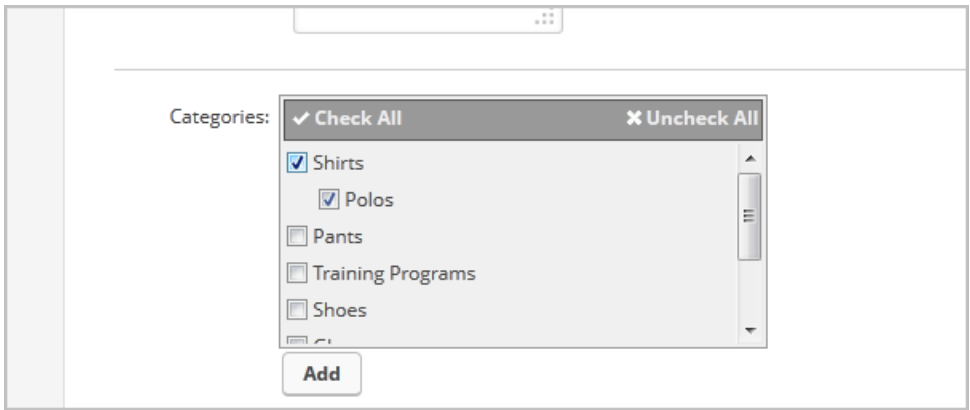 Categories:
Check All
Uncheck All
Shirts
Polos
Pants
Training Programs
Shoes
Add